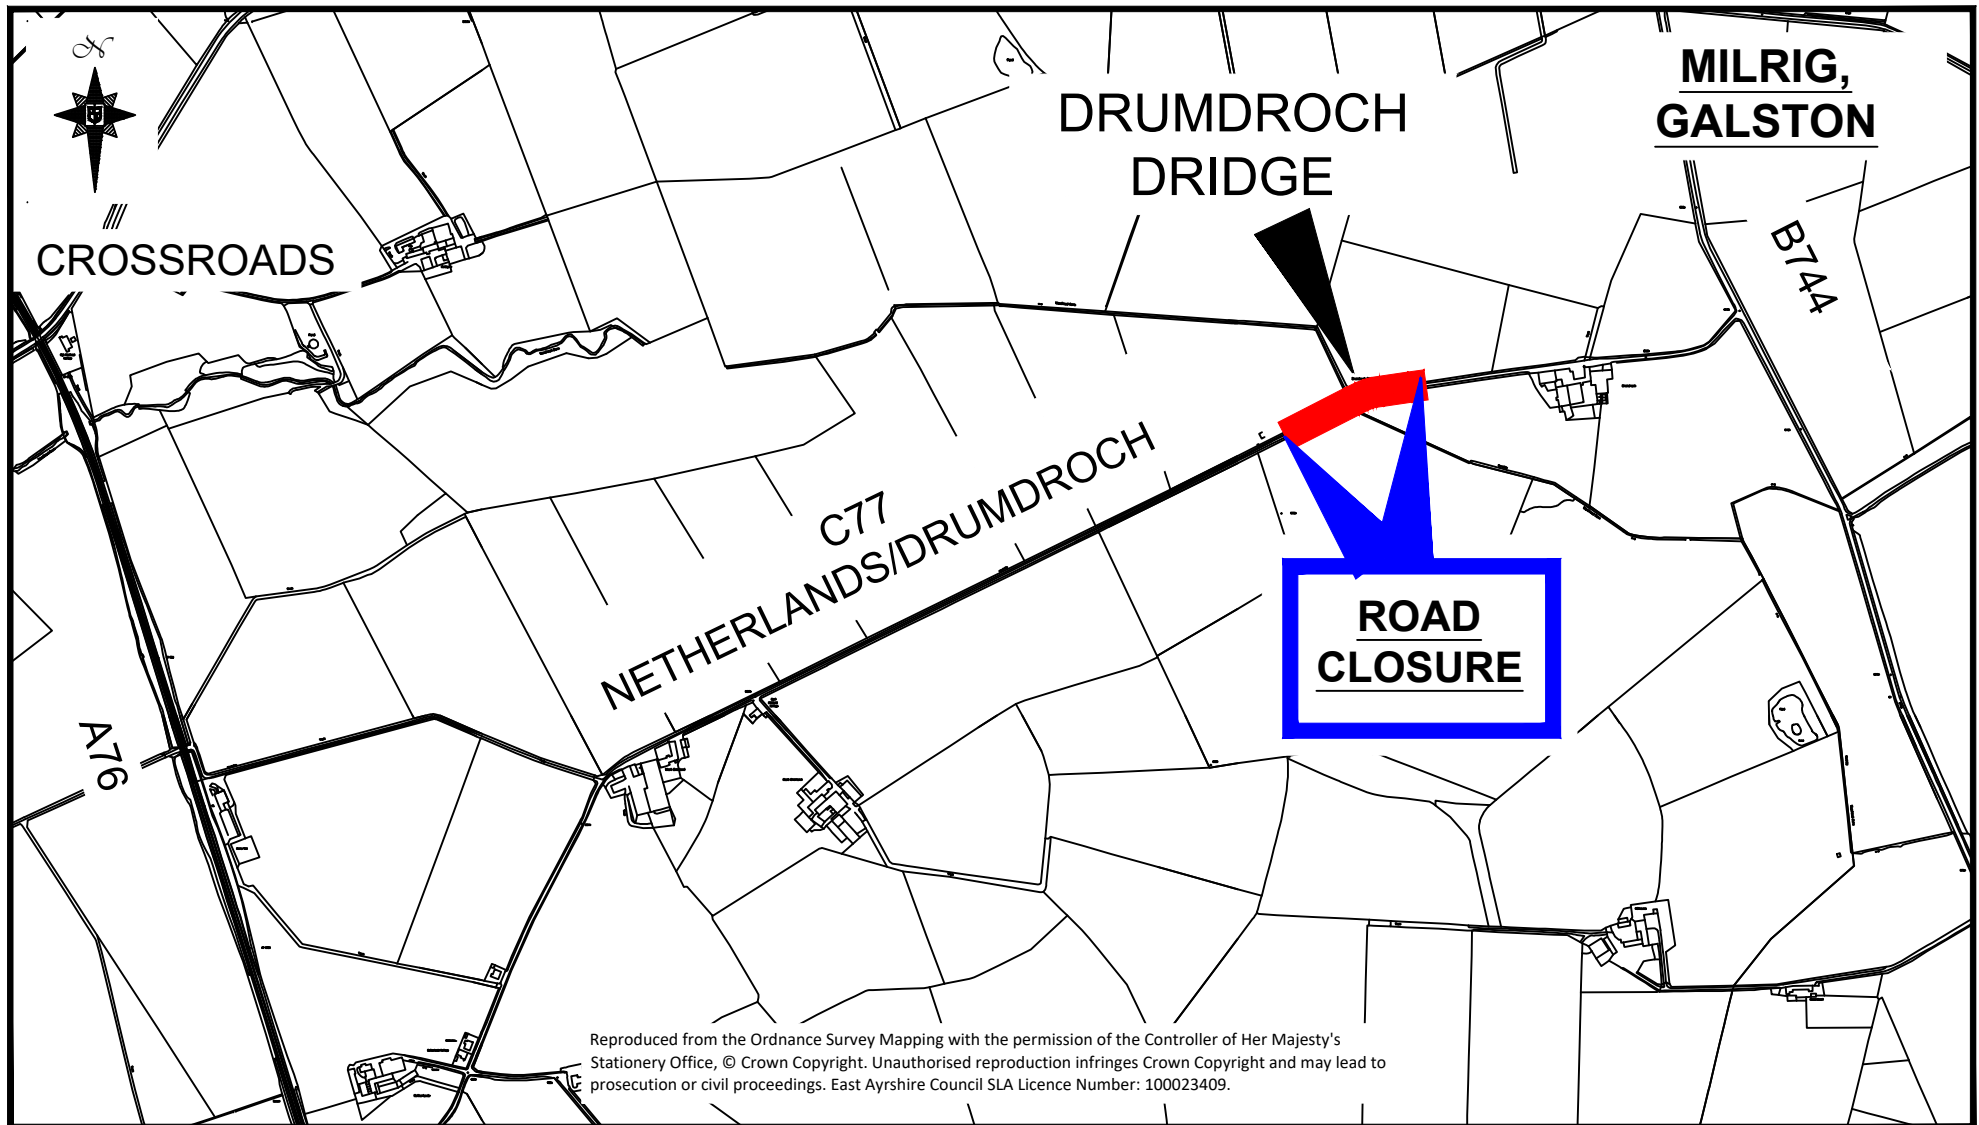 N
MILRIG,
GALSTON
DRUMDROCH
DRIDGE
CROSSROADS
B744
C77
NETHERLANDS/DRUMDROCH
A76
ROAD
CLOSURE
Reproduced from the Ordnance Survey Mapping with the permission of the Controller of Her Majesty's
Stationery Office, © Crown Copyright. Unauthorised reproduction infringes Crown Copyright and may lead to
prosecution or civil proceedings. East Ayrshire Council SLA Licence Number: 100023409.